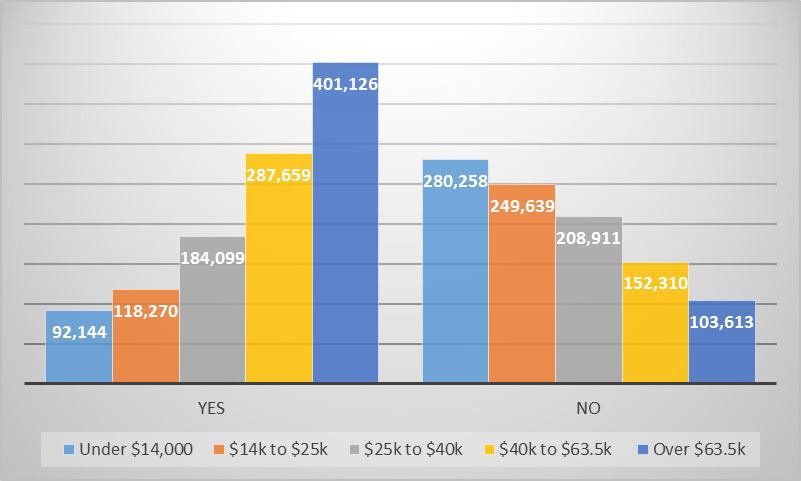 401,126
287,659
280,258
249,639
208,911
184,099
152,310
118,270
103,613
92,144
YES
NO
Under $14,000
$14k to $25k
$25k to $40k
$40k to $63.5k
Over $63.5k